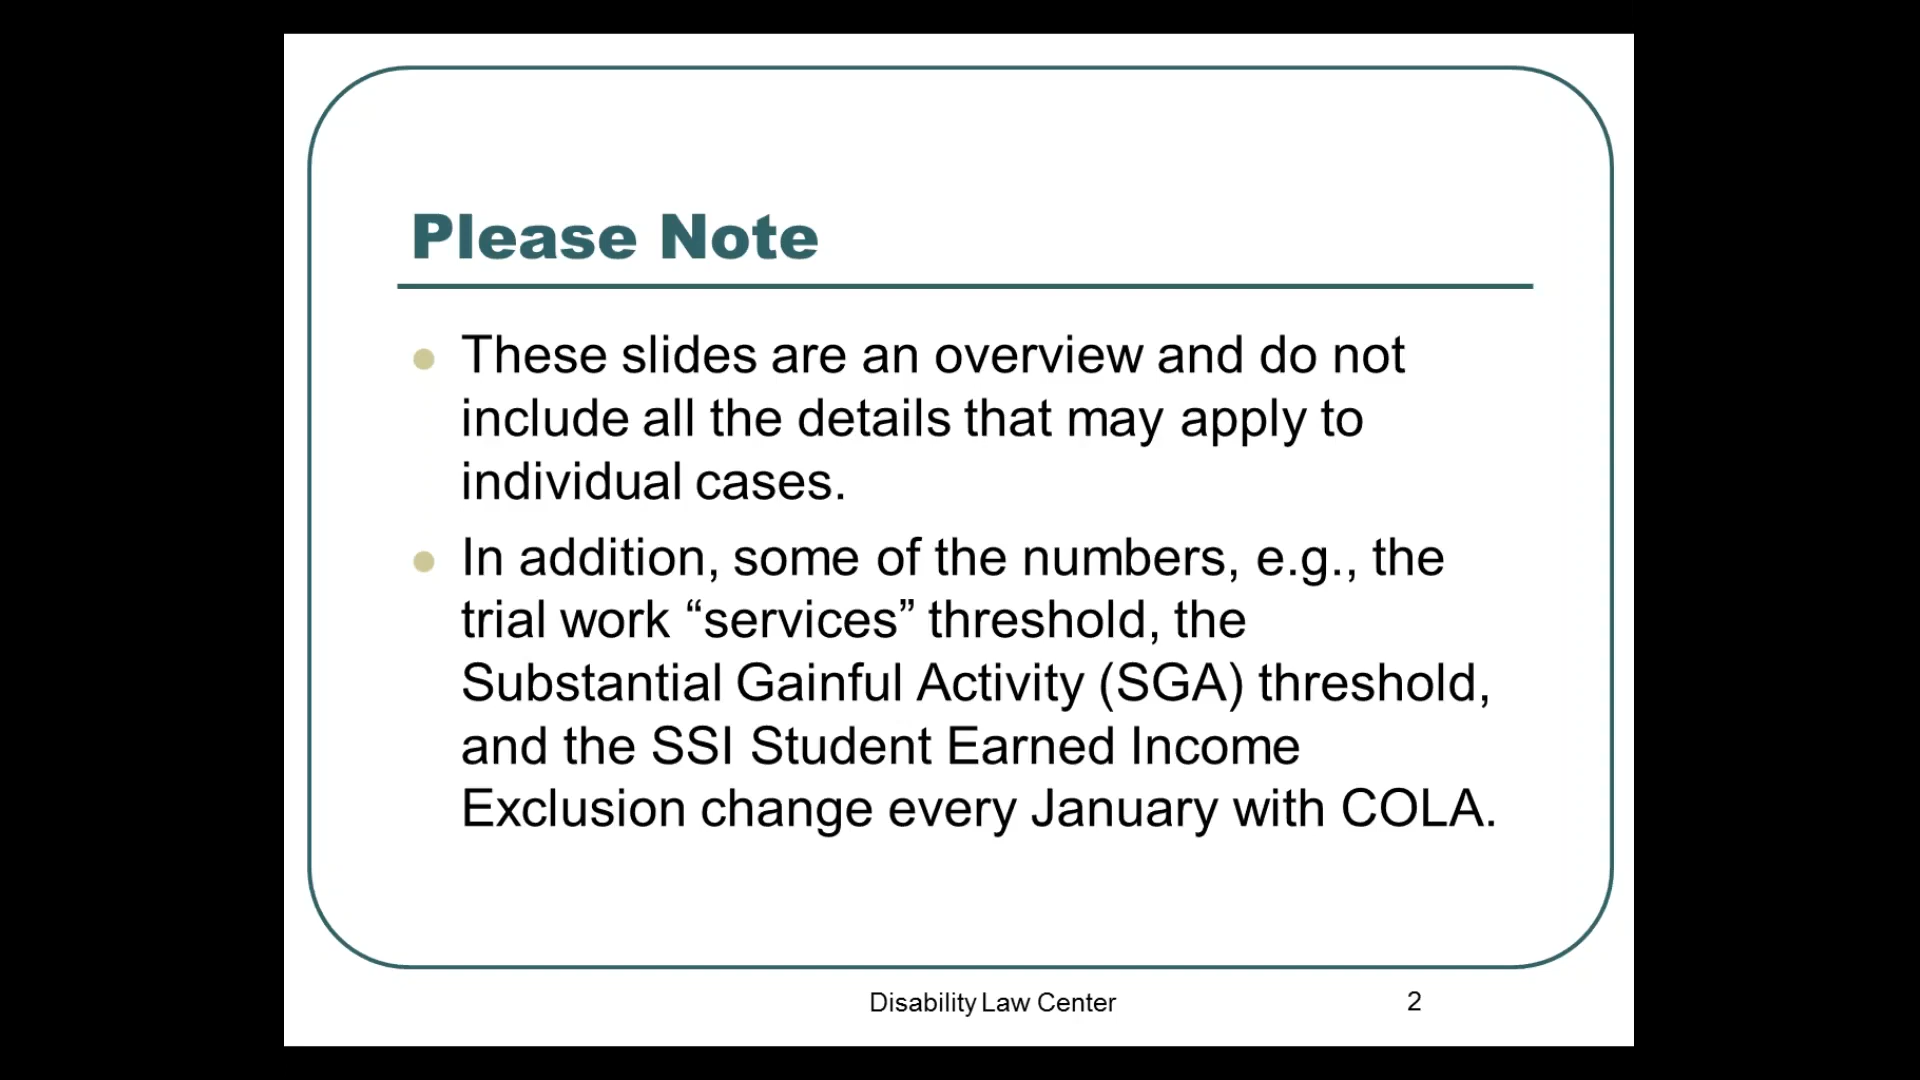 Please Note
These slides are an overview and do not
include all the details that may apply to
individual cases.
In addition, some of the numbers, e.g., the
trial work “services” threshold, the
Substantial Gainful Activity (SGA) threshold,
and the SSI Student Earned Income
Exclusion change every January with COLA.
Disability Law Center
2